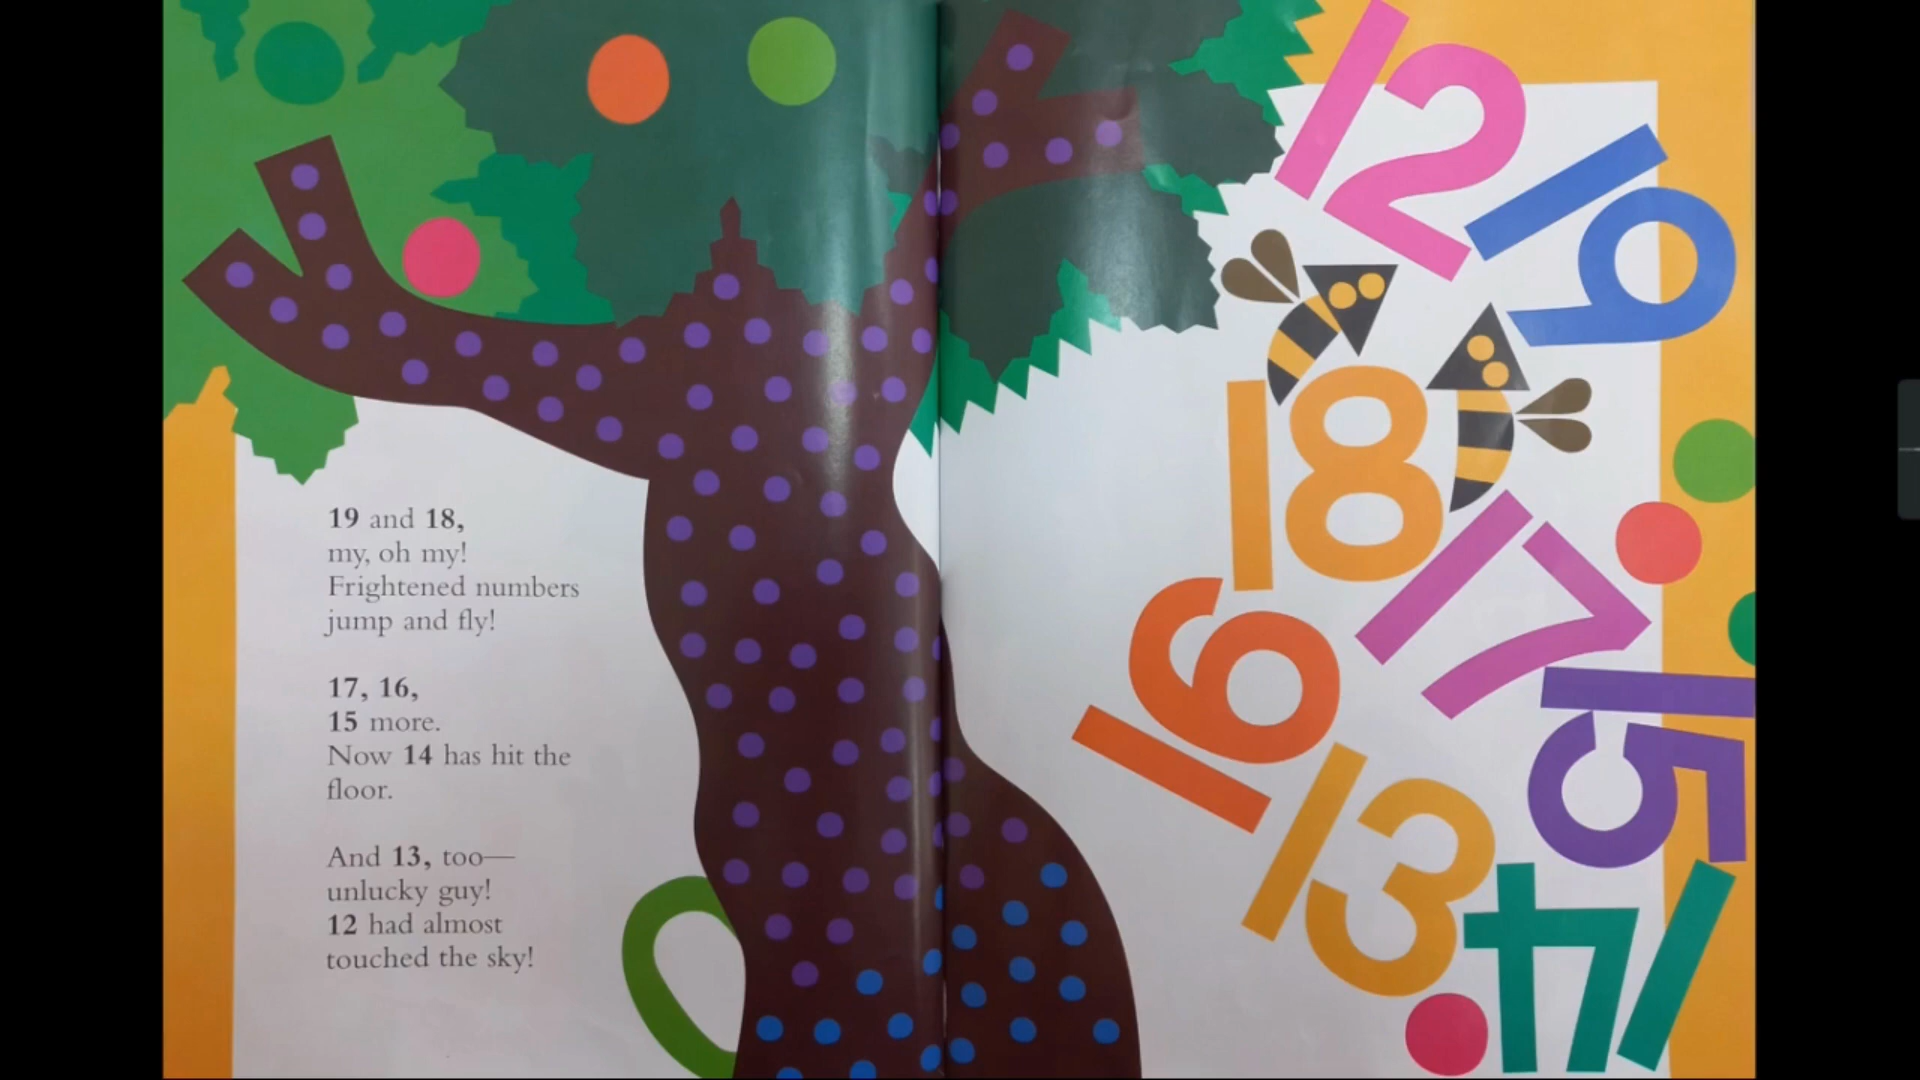 19 and 18,
my, oh my!
Frightened numbers
jump and fly!
17, 16,
15 more.
Now 14 has hit the
floor.
And 13, too—
unlucky guy!
12 had almost
touched the sky!
12
19
18
17
16
15
13
14